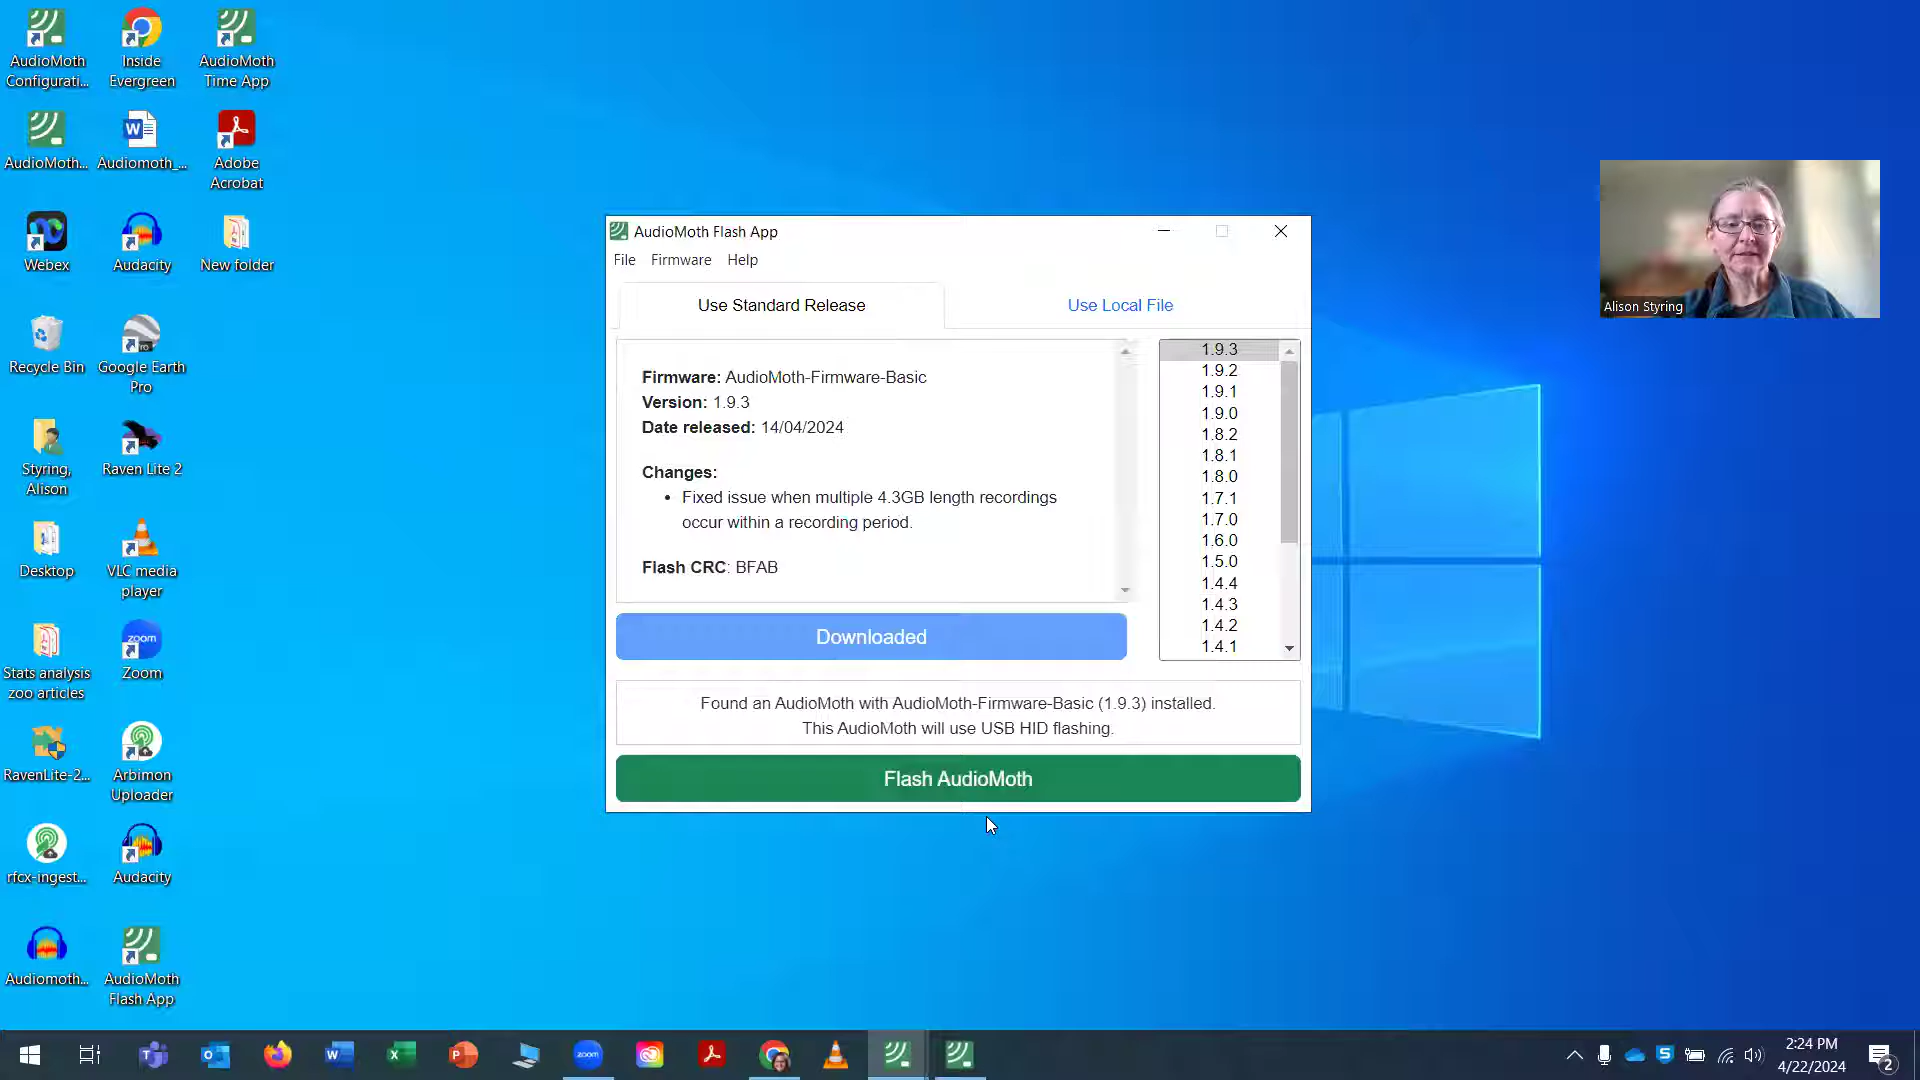 AudioMoth
Configurati...
Inside
Evergreen
AudioMoth
Time App
AudioMoth...
Audiomoth_...
Adobe
Acrobat
Webex
Audacity
New folder
Recycle Bin
Google Earth
Pro
Styring,
Alison
Raven Lite 2
Desktop
VLC media
player
Stats analysis
zoo articles
Zoom
RavenLite-2...
Arbimon
Uploader
rfcx-ingest...
Audacity
Audiomoth...
AudioMoth
Flash App
AudioMoth Flash App
File Firmware Help
Use Standard Release
Use Local File
Firmware: AudioMoth-Firmware-Basic
Version: 1.9.3
Date released: 14/04/2024
Changes:
• Fixed issue when multiple 4.3GB length recordings
occur within a recording period.
Flash CRC: BFAB
1.9.3
1.9.2
1.9.1
1.9.0
1.8.2
1.8.1
1.8.0
1.7.1
1.7.0
1.6.0
1.5.0
1.4.4
1.4.3
1.4.2
1.4.1
Downloaded
Found an AudioMoth with AudioMoth-Firmware-Basic (1.9.3) installed.
This AudioMoth will use USB HID flashing.
Flash AudioMoth
Alison Styring
zoom
zoom
2:24 PM
4/22/2024
2